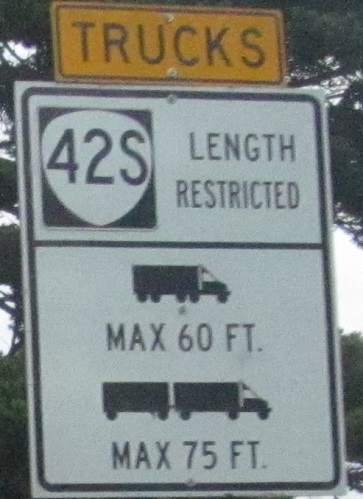 TRUCKS
42S
LENGTH
RESTRICTED
MAX 60 FT.
MAX 75 FT.